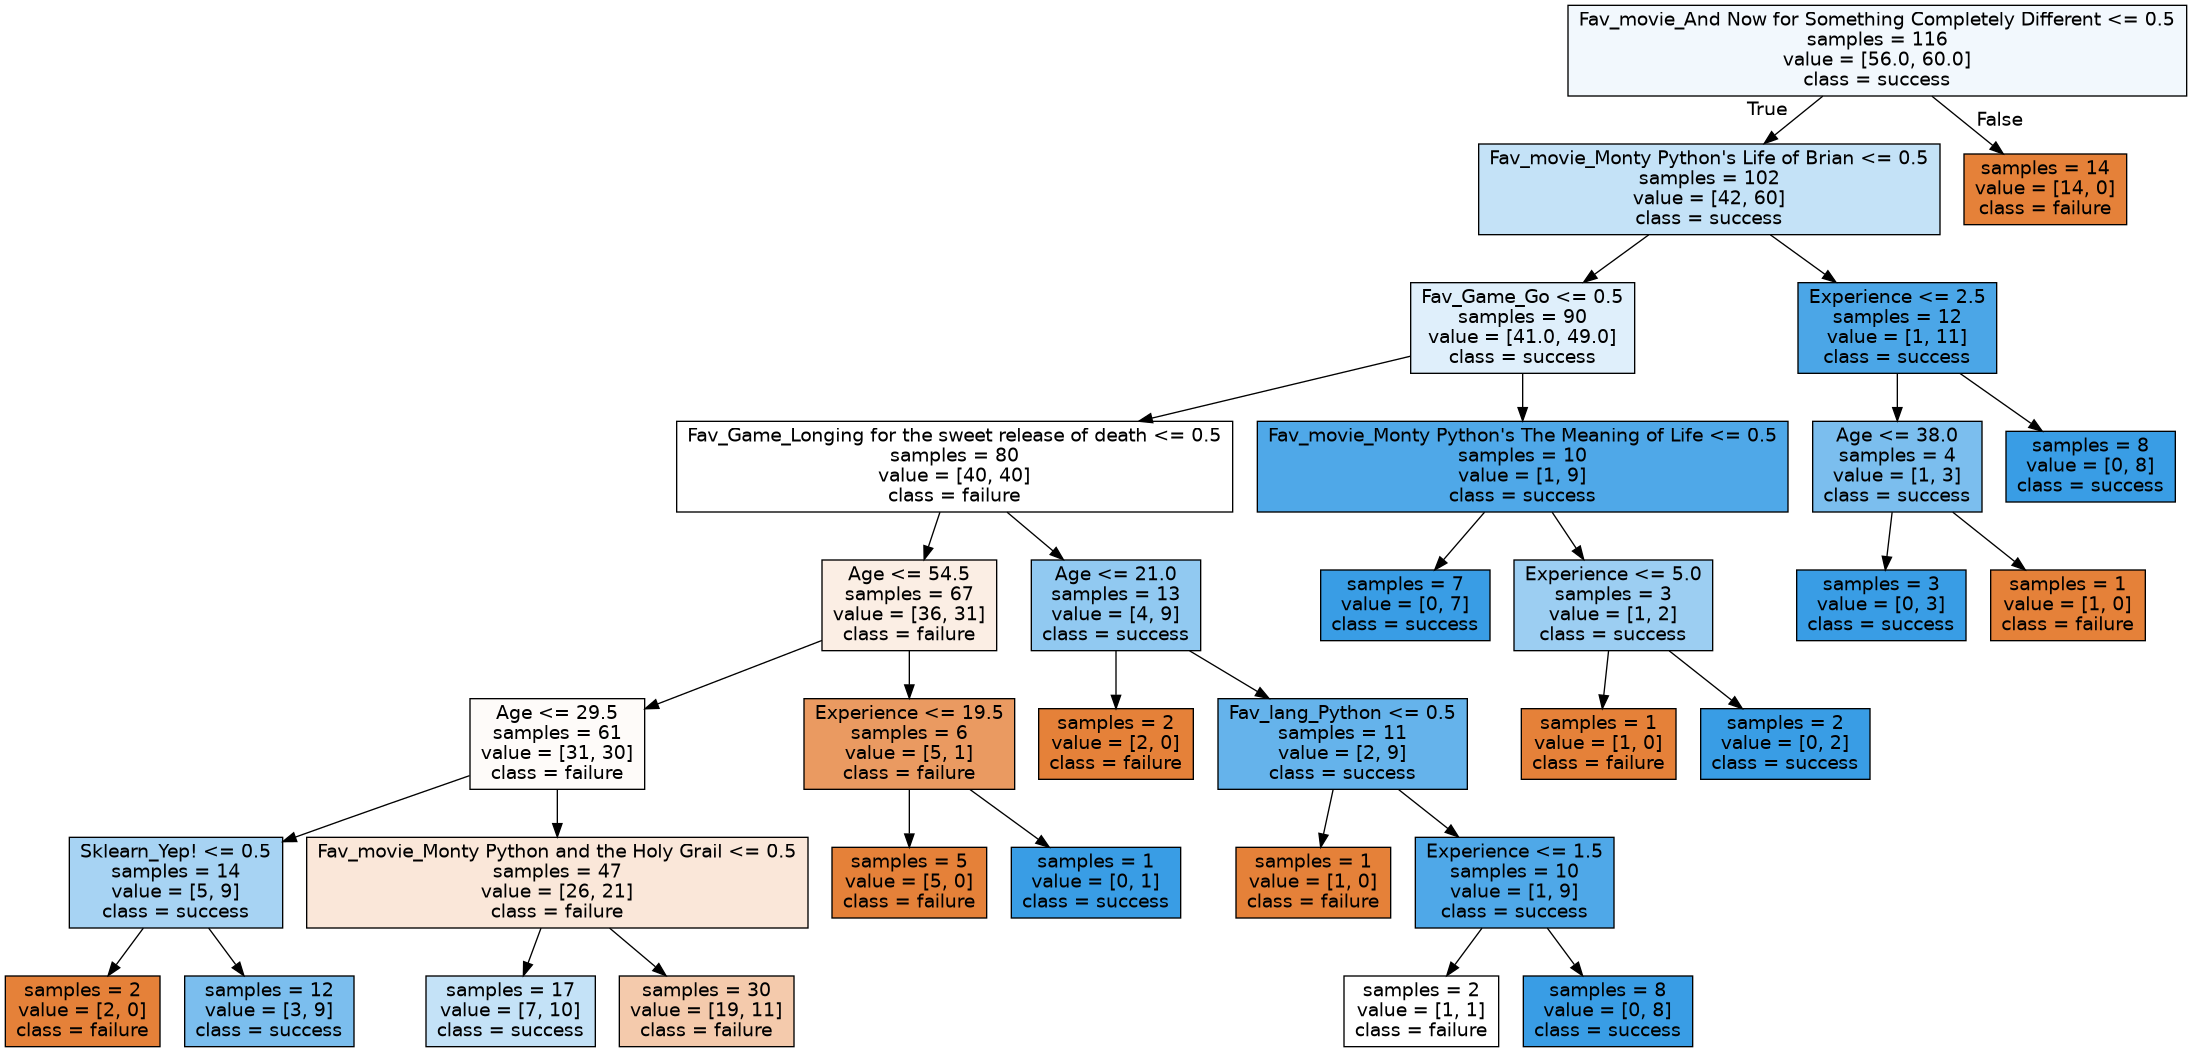 Fav_movie_And Now for Something Completely Different <= 0.5
samples = 116
value = [56.0, 60.0]
class = success
True
False
Fav_movie_Monty Python's Life of Brian <= 0.5
samples = 102
value = [42, 60]
class = success
samples = 14
value = [14, 0]
class = failure
Fav_Game_Go <= 0.5
samples = 90
value = [41.0, 49.0]
class = success
Experience <= 2.5
samples = 12
value = [1, 11]
class = success
Fav_Game_Longing for the sweet release of death <= 0.5
samples = 80
value = [40, 40]
class = failure
Fav_movie_Monty Python's The Meaning of Life <= 0.5
samples = 10
value = [1, 9]
class = success
Age <= 38.0
samples = 4
value = [1, 3]
class = success
samples = 8
value = [0, 8]
class = success
Age <= 54.5
samples = 67
value = [36, 31]
class = failure
Age <= 21.0
samples = 13
value = [4, 9]
class = success
samples = 7
value = [0, 7]
class = success
Experience <= 5.0
samples = 3
value = [1, 2]
class = success
samples = 3
value = [0, 3]
class = success
samples = 1
value = [1, 0]
class = failure
Age <= 29.5
samples = 61
value = [31, 30]
class = failure
Experience <= 19.5
samples = 6
value = [5, 1]
class = failure
samples = 2
value = [2, 0]
class = failure
Fav_lang_Python <= 0.5
samples = 11
value = [2, 9]
class = success
samples = 1
value = [1, 0]
class = failure
samples = 2
value = [0, 2]
class = success
Sklearn_Yep! <= 0.5
samples = 14
value = [5, 9]
class = success
Fav_movie_Monty Python and the Holy Grail <= 0.5
samples = 47
value = [26, 21]
class = failure
samples = 5
value = [5, 0]
class = failure
samples = 1
value = [0, 1]
class = success
samples = 1
value = [1, 0]
class = failure
Experience <= 1.5
samples = 10
value = [1, 9]
class = success
samples = 2
value = [2, 0]
class = failure
samples = 12
value = [3, 9]
class = success
samples = 17
value = [7, 10]
class = success
samples = 30
value = [19, 11]
class = failure
samples = 2
value = [1, 1]
class = failure
samples = 8
value = [0, 8]
class = success